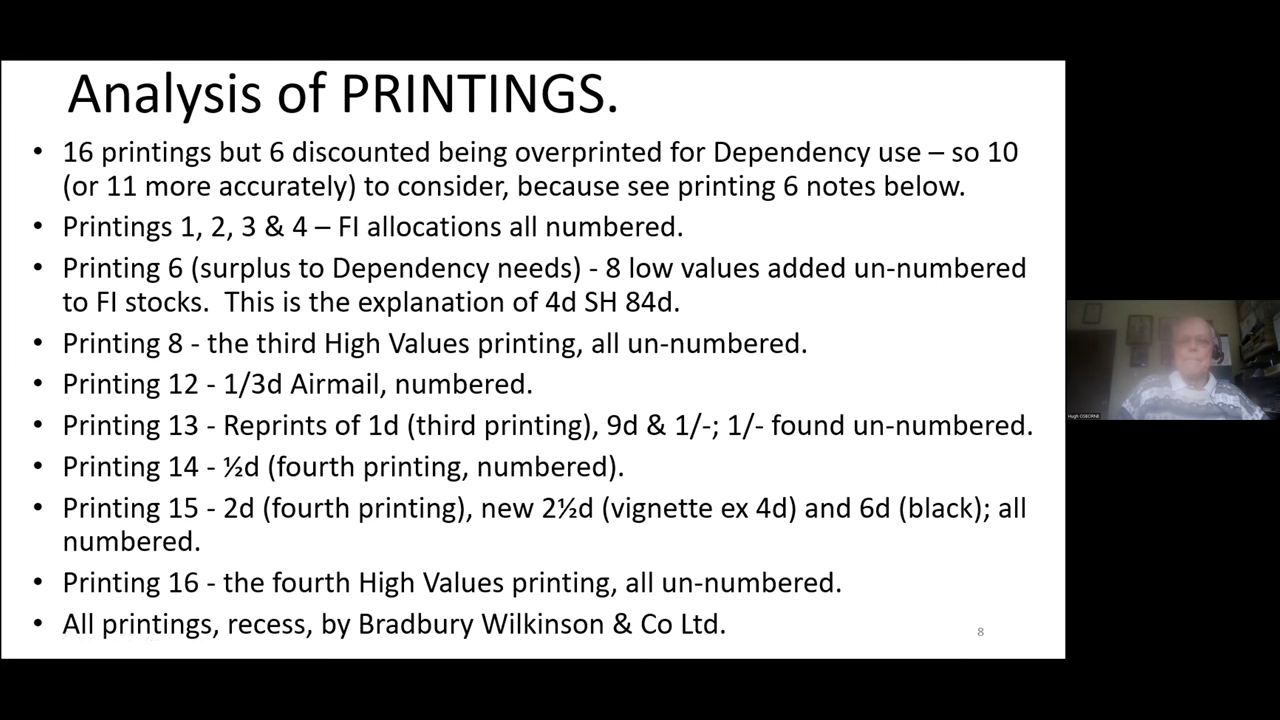 Analysis of PRINTINGS.
• 16 printings but 6 discounted being overprinted for Dependency use – so 10
(or 11 more accurately) to consider, because see printing 6 notes below.
• Printings 1, 2, 3 & 4 – FI allocations all numbered.
• Printing 6 (surplus to Dependency needs) - 8 low values added un-numbered
to FI stocks.  This is the explanation of 4d SH 84d.
• Printing 8 - the third High Values printing, all un-numbered.
• Printing 12 - 1/3d Airmail, numbered.
• Printing 13 - Reprints of 1d (third printing), 9d & 1/-; 1/- found un-numbered.
• Printing 14 - ½d (fourth printing, numbered).
• Printing 15 - 2d (fourth printing), new 2½d (vignette ex 4d) and 6d (black); all
numbered.
• Printing 16 - the fourth High Values printing, all un-numbered.
• All printings, recess, by Bradbury Wilkinson & Co Ltd.
8
Hugh OSBORNE